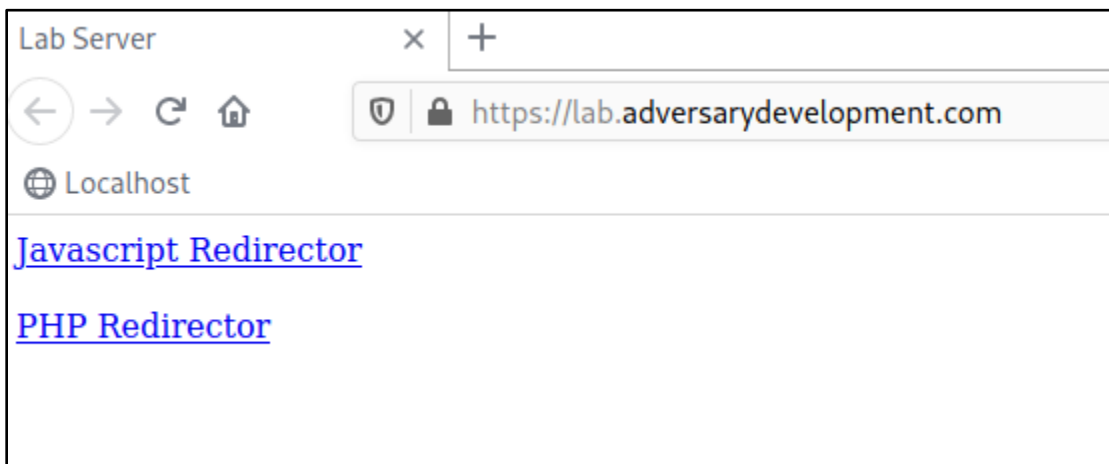 Lab Server
https://lab.adversarydevelopment.com
Localhost
Javascript Redirector
PHP Redirector